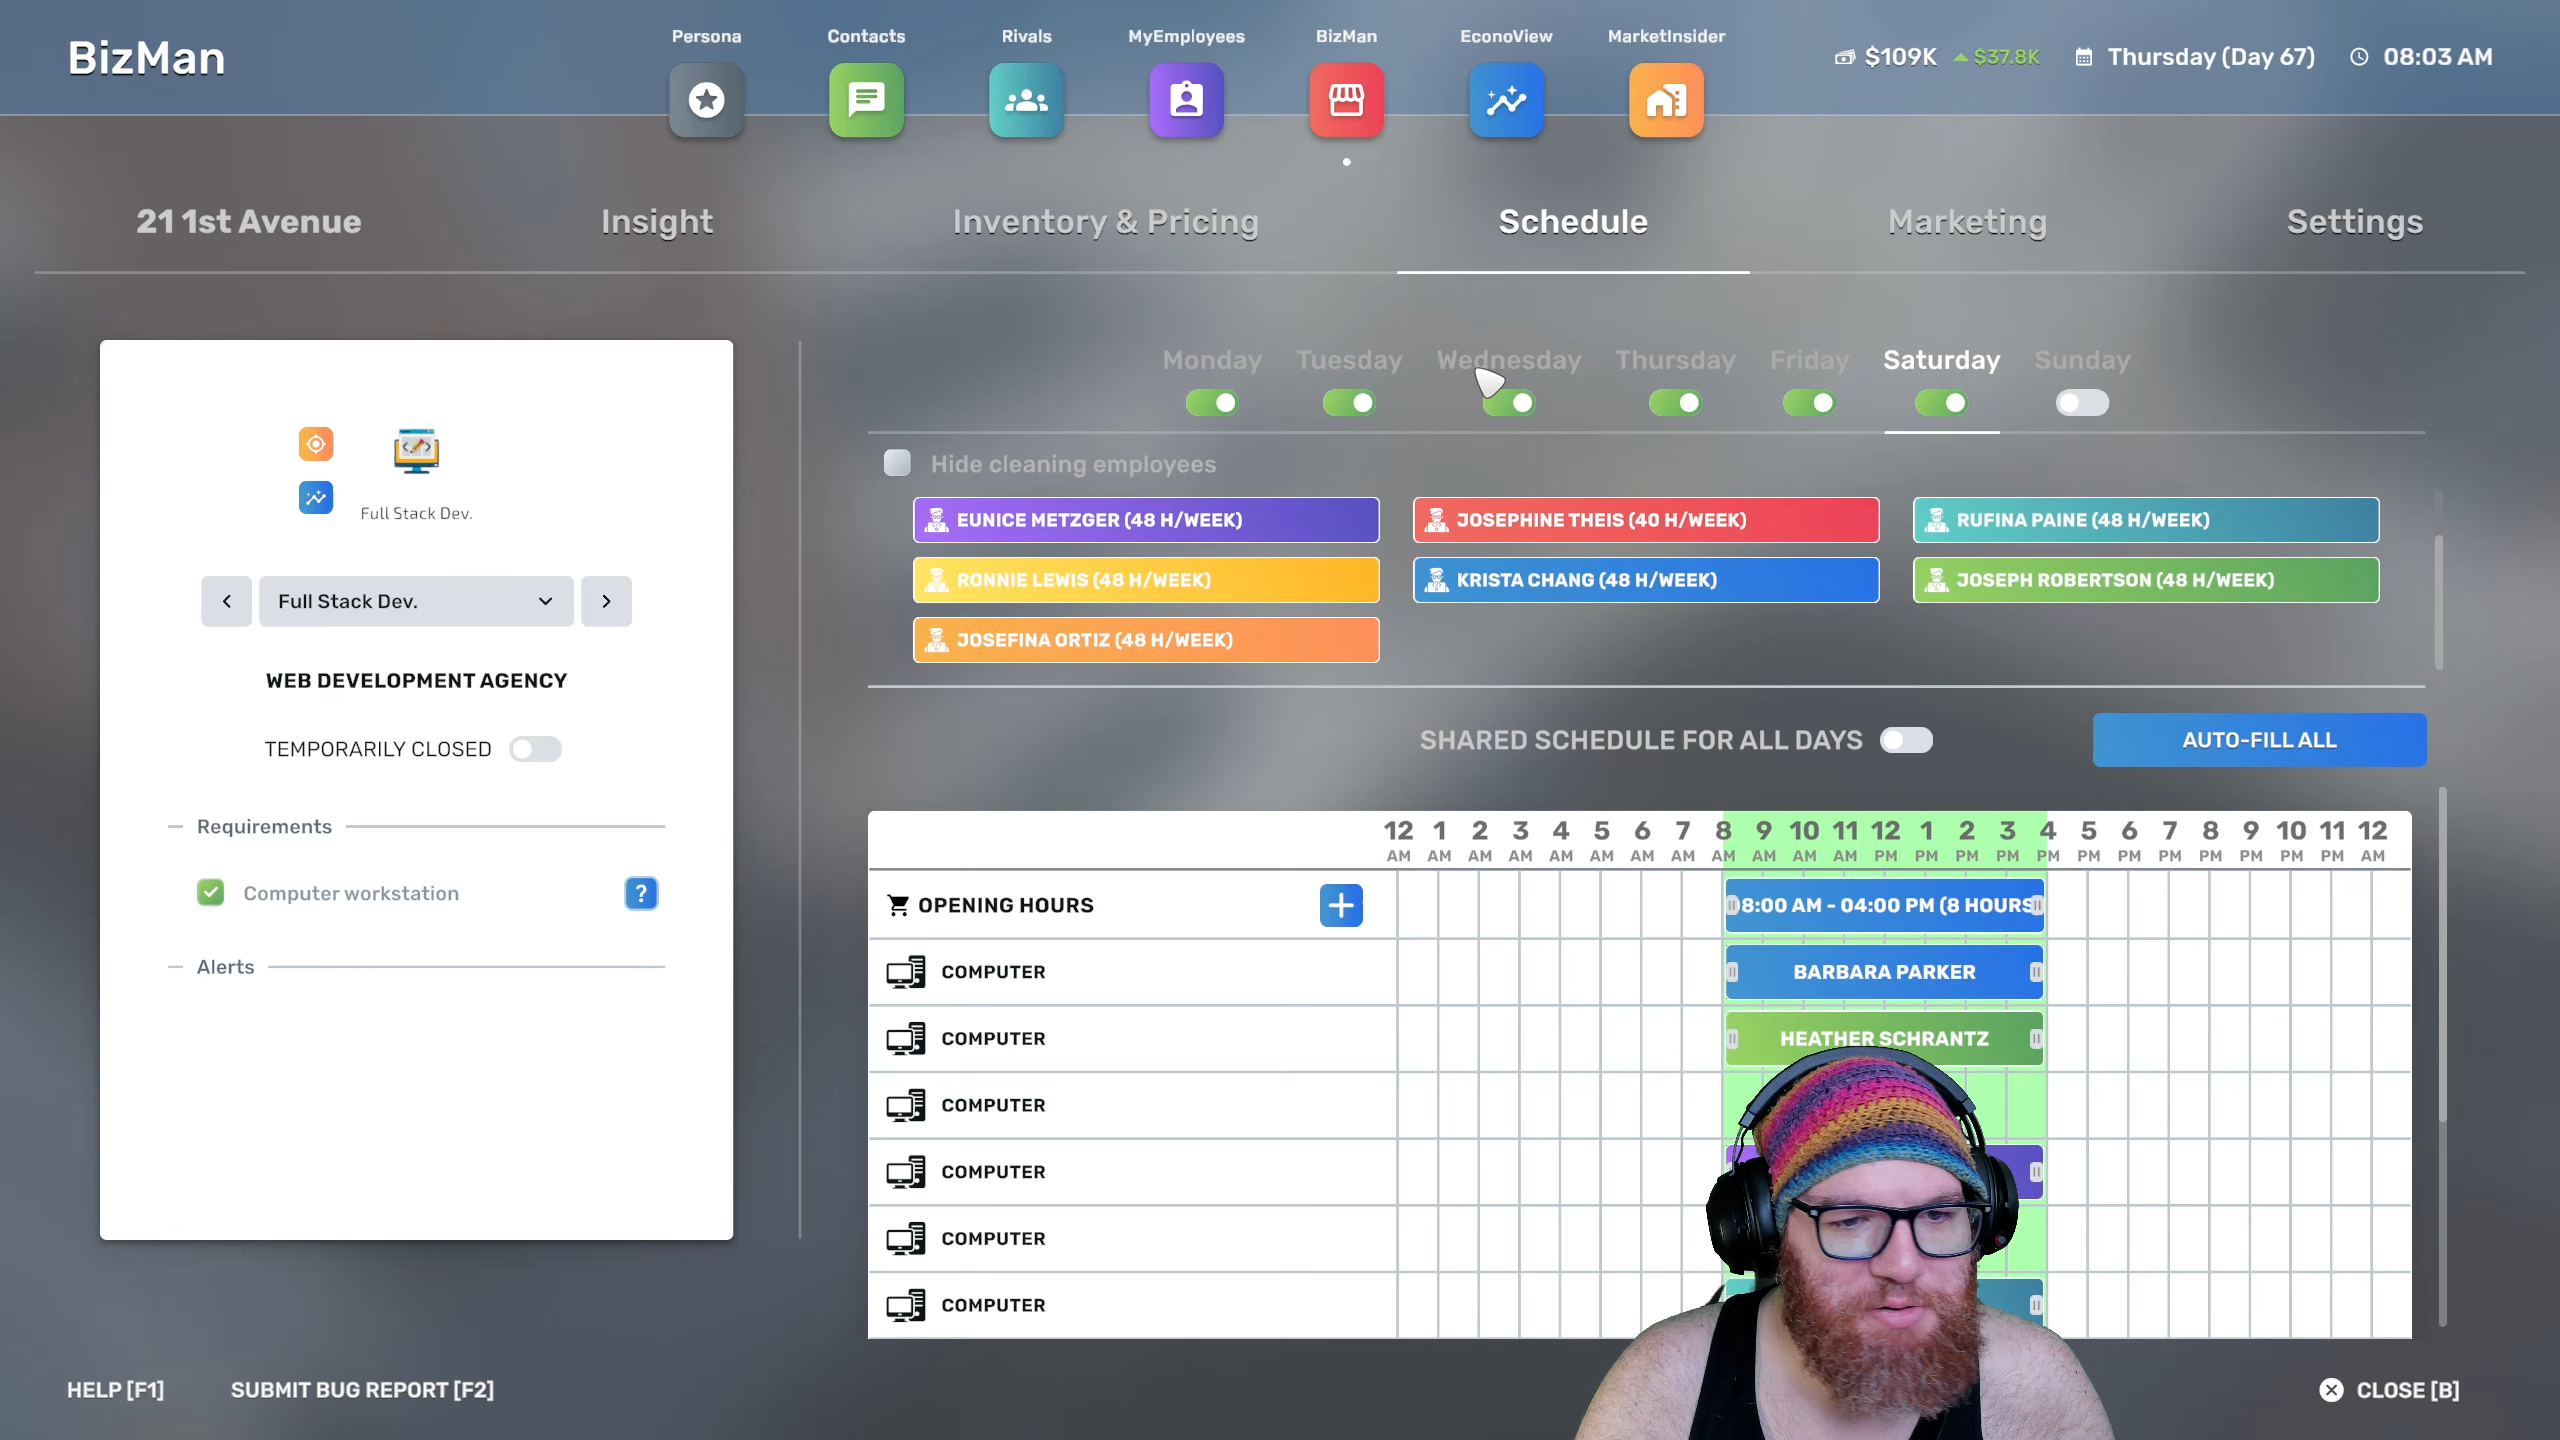 BizMan
Persona
Contacts
Rivals
MyEmployees
BizMan
EconoView
MarketInsider
$109K
$37.8K
Thursday (Day 67)
08:03 AM
21 1st Avenue
Insight
Inventory & Pricing
Schedule
Marketing
Settings
Full Stack Dev.
Full Stack Dev.
WEB DEVELOPMENT AGENCY
TEMPORARILY CLOSED
Requirements
Computer workstation
?
Alerts
Monday
Tuesday
Wednesday
Thursday
Friday
Saturday
Sunday
Hide cleaning employees
EUNICE METZGER (48 H/WEEK)
JOSEPHINE THEIS (40 H/WEEK)
RUFINA PAINE (48 H/WEEK)
RONNIE LEWIS (48 H/WEEK)
KRISTA CHANG (48 H/WEEK)
JOSEPH ROBERTSON (48 H/WEEK)
JOSEFINA ORTIZ (48 H/WEEK)
SHARED SCHEDULE FOR ALL DAYS
AUTO-FILL ALL
12 1 2 3 4 5 6 7 8 9 10 11 12 1 2 3 4 5 6 7 8 9 10 11 12
AM AM AM AM AM AM AM AM AM AM AM AM PM PM PM PM PM PM PM PM PM PM PM PM AM
OPENING HOURS
8:00 AM - 04:00 PM (8 HOURS
COMPUTER
BARBARA PARKER
COMPUTER
HEATHER SCHRANTZ
COMPUTER
COMPUTER
COMPUTER
COMPUTER
HELP [F1]
SUBMIT BUG REPORT [F2]
CLOSE [B]